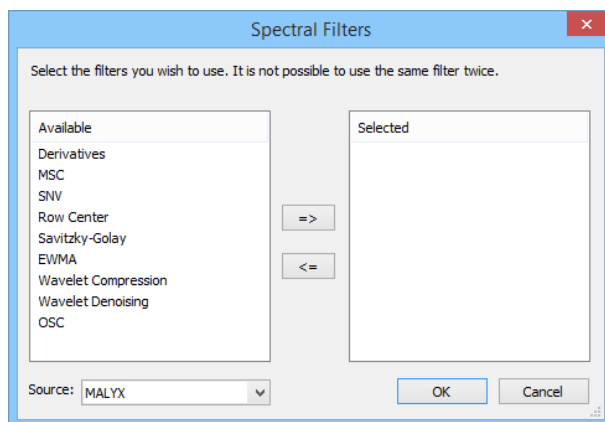 Spectral Filters
Select the filters you wish to use. It is not possible to use the same filter twice.
Available
Derivatives
MSC
SNV
Row Center
Savitzky-Golay
EWMA
Wavelet Compression
Wavelet Denoising
OSC
=>
<=
Selected
Source: MALYX
OK Cancel